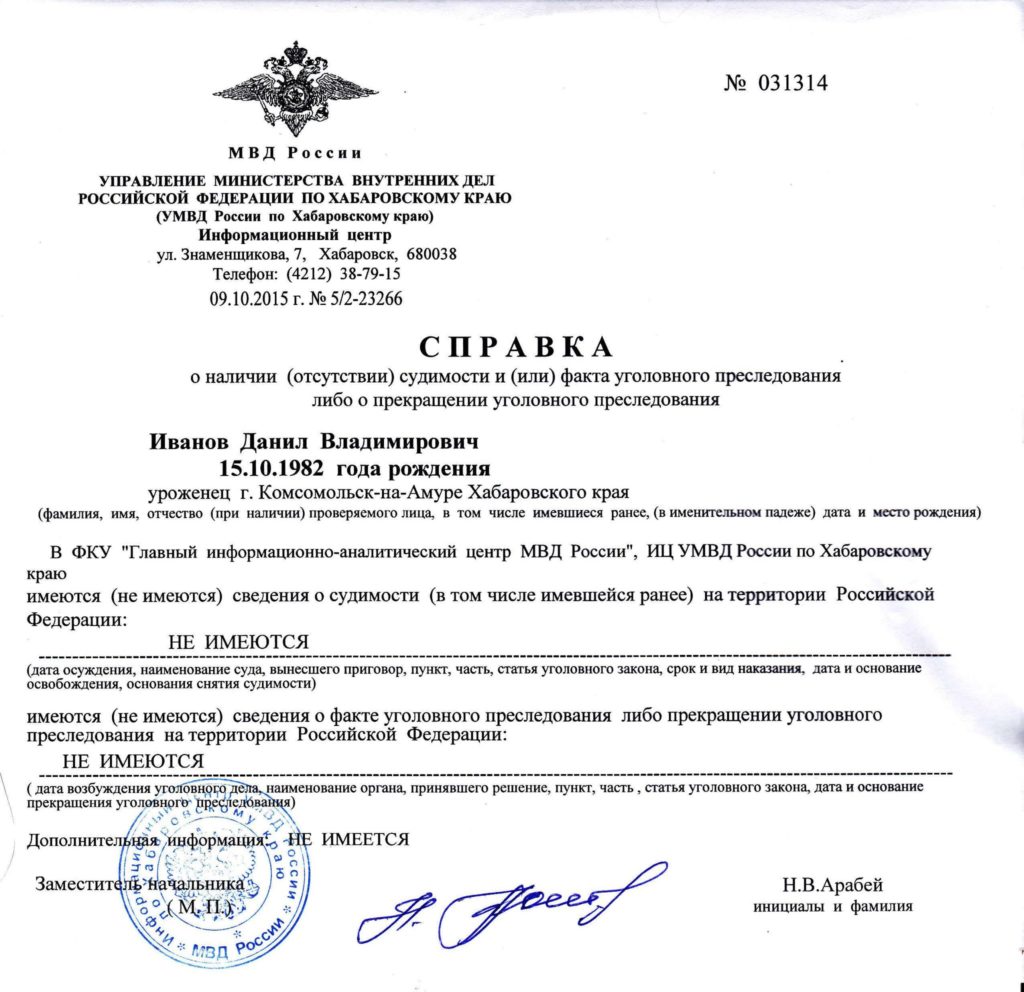 № 031314
МВД России
УПРАВЛЕНИЕ МИНИСТЕРСТВА ВНУТРЕННИХ ДЕЛ
РОССИЙСКОЙ ФЕДЕРАЦИИ ПО ХАБАРОВСКОМУ КРАЮ
(УМВД России по Хабаровскому краю)
Информационный центр
ул. Знаменщикова, 7, Хабаровск, 680038
Телефон: (4212) 38-79-15
09.10.2015 г. № 5/2-23266
СПРАВКА
о наличии (отсутствии) судимости и (или) факта уголовного преследования
либо о прекращении уголовного преследования
Иванов Данил Владимирович
15.10.1982 года рождения
уроженец г. Комсомольск-на-Амуре Хабаровского края
(фамилия, имя, отчество (при наличии) проверяемого лица, в том числе имевшиеся ранее, (в именительном падеже) дата и место рождения)
В ФКУ "Главный информационно-аналитический центр МВД России", ИЦ УМВД России по Хабаровскому
краю
имеются (не имеются) сведения о судимости (в том числе имевшейся ранее) на территории Российской
Федерации:
НЕ ИМЕЮТСЯ
(дата осуждения, наименование суда, вынесшего приговор, пункт, часть, статья уголовного закона, срок и вид наказания, дата и основание
освобождения, основания снятия судимости)
имеются (не имеются) сведения о факте уголовного преследования либо прекращении уголовного
преследования на территории Российской Федерации:
НЕ ИМЕЮТСЯ
( дата возбуждения уголовного дела, наименование органа, принявшего решение, пункт, часть , статья уголовного закона, дата и основание
прекращения уголовного преследования)
Дополнительная информация: НЕ ИМЕЕТСЯ
Заместитель начальника
( М. П.)
Н.В.Арабей
инициалы и фамилия
Информационный центр УМВД России
по Хабаровскому краю
* МВД России *